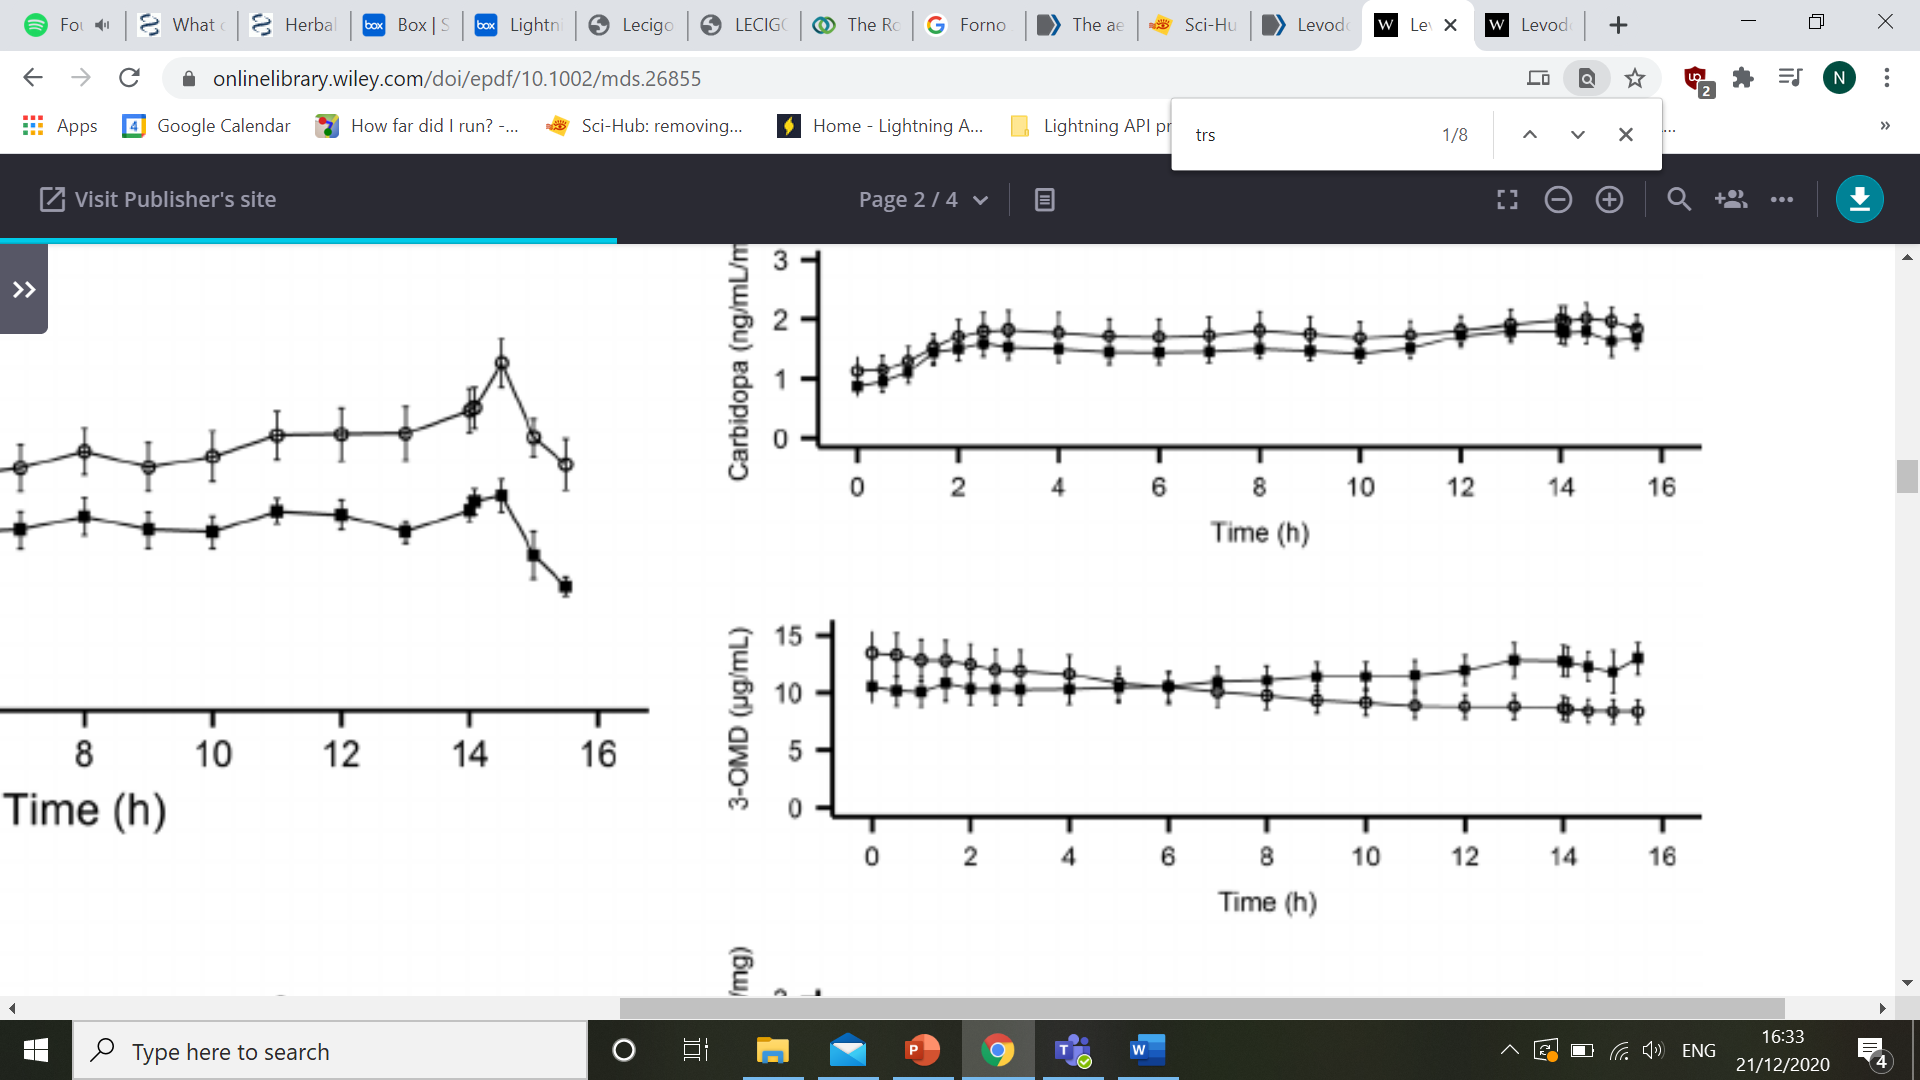 Fo
What
Herbal
Box | S
Lightni
Lecigo
LECIGO
The Ro
Forno
The ae
Sci-Hu
Levodo
Le
Levod
onlinelibrary.wiley.com/doi/epdf/10.1002/mds.26855
2
N
Apps
Google Calendar
How far did I run? -...
Sci-Hub: removing...
Home - Lightning A...
Lightning API pr
...
»
trs
1/8
Visit Publisher's site
Page 2 / 4
8 10 12 14 16
Time (h)
Carbidopa (ng/mL/m
3
2
1
0
0 2 4 6 8 10 12 14 16
Time (h)
3-OMD (µg/mL)
15
10
5
0
0 2 4 6 8 10 12 14 16
Time (h)
/mg)
Type here to search
ENG
16:33
21/12/2020
4